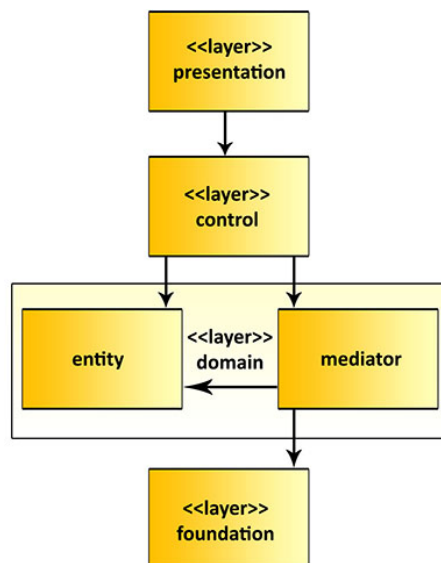 <<layer>>
presentation
<<layer>>
control
entity
<<layer>>
domain
mediator
<<layer>>
foundation